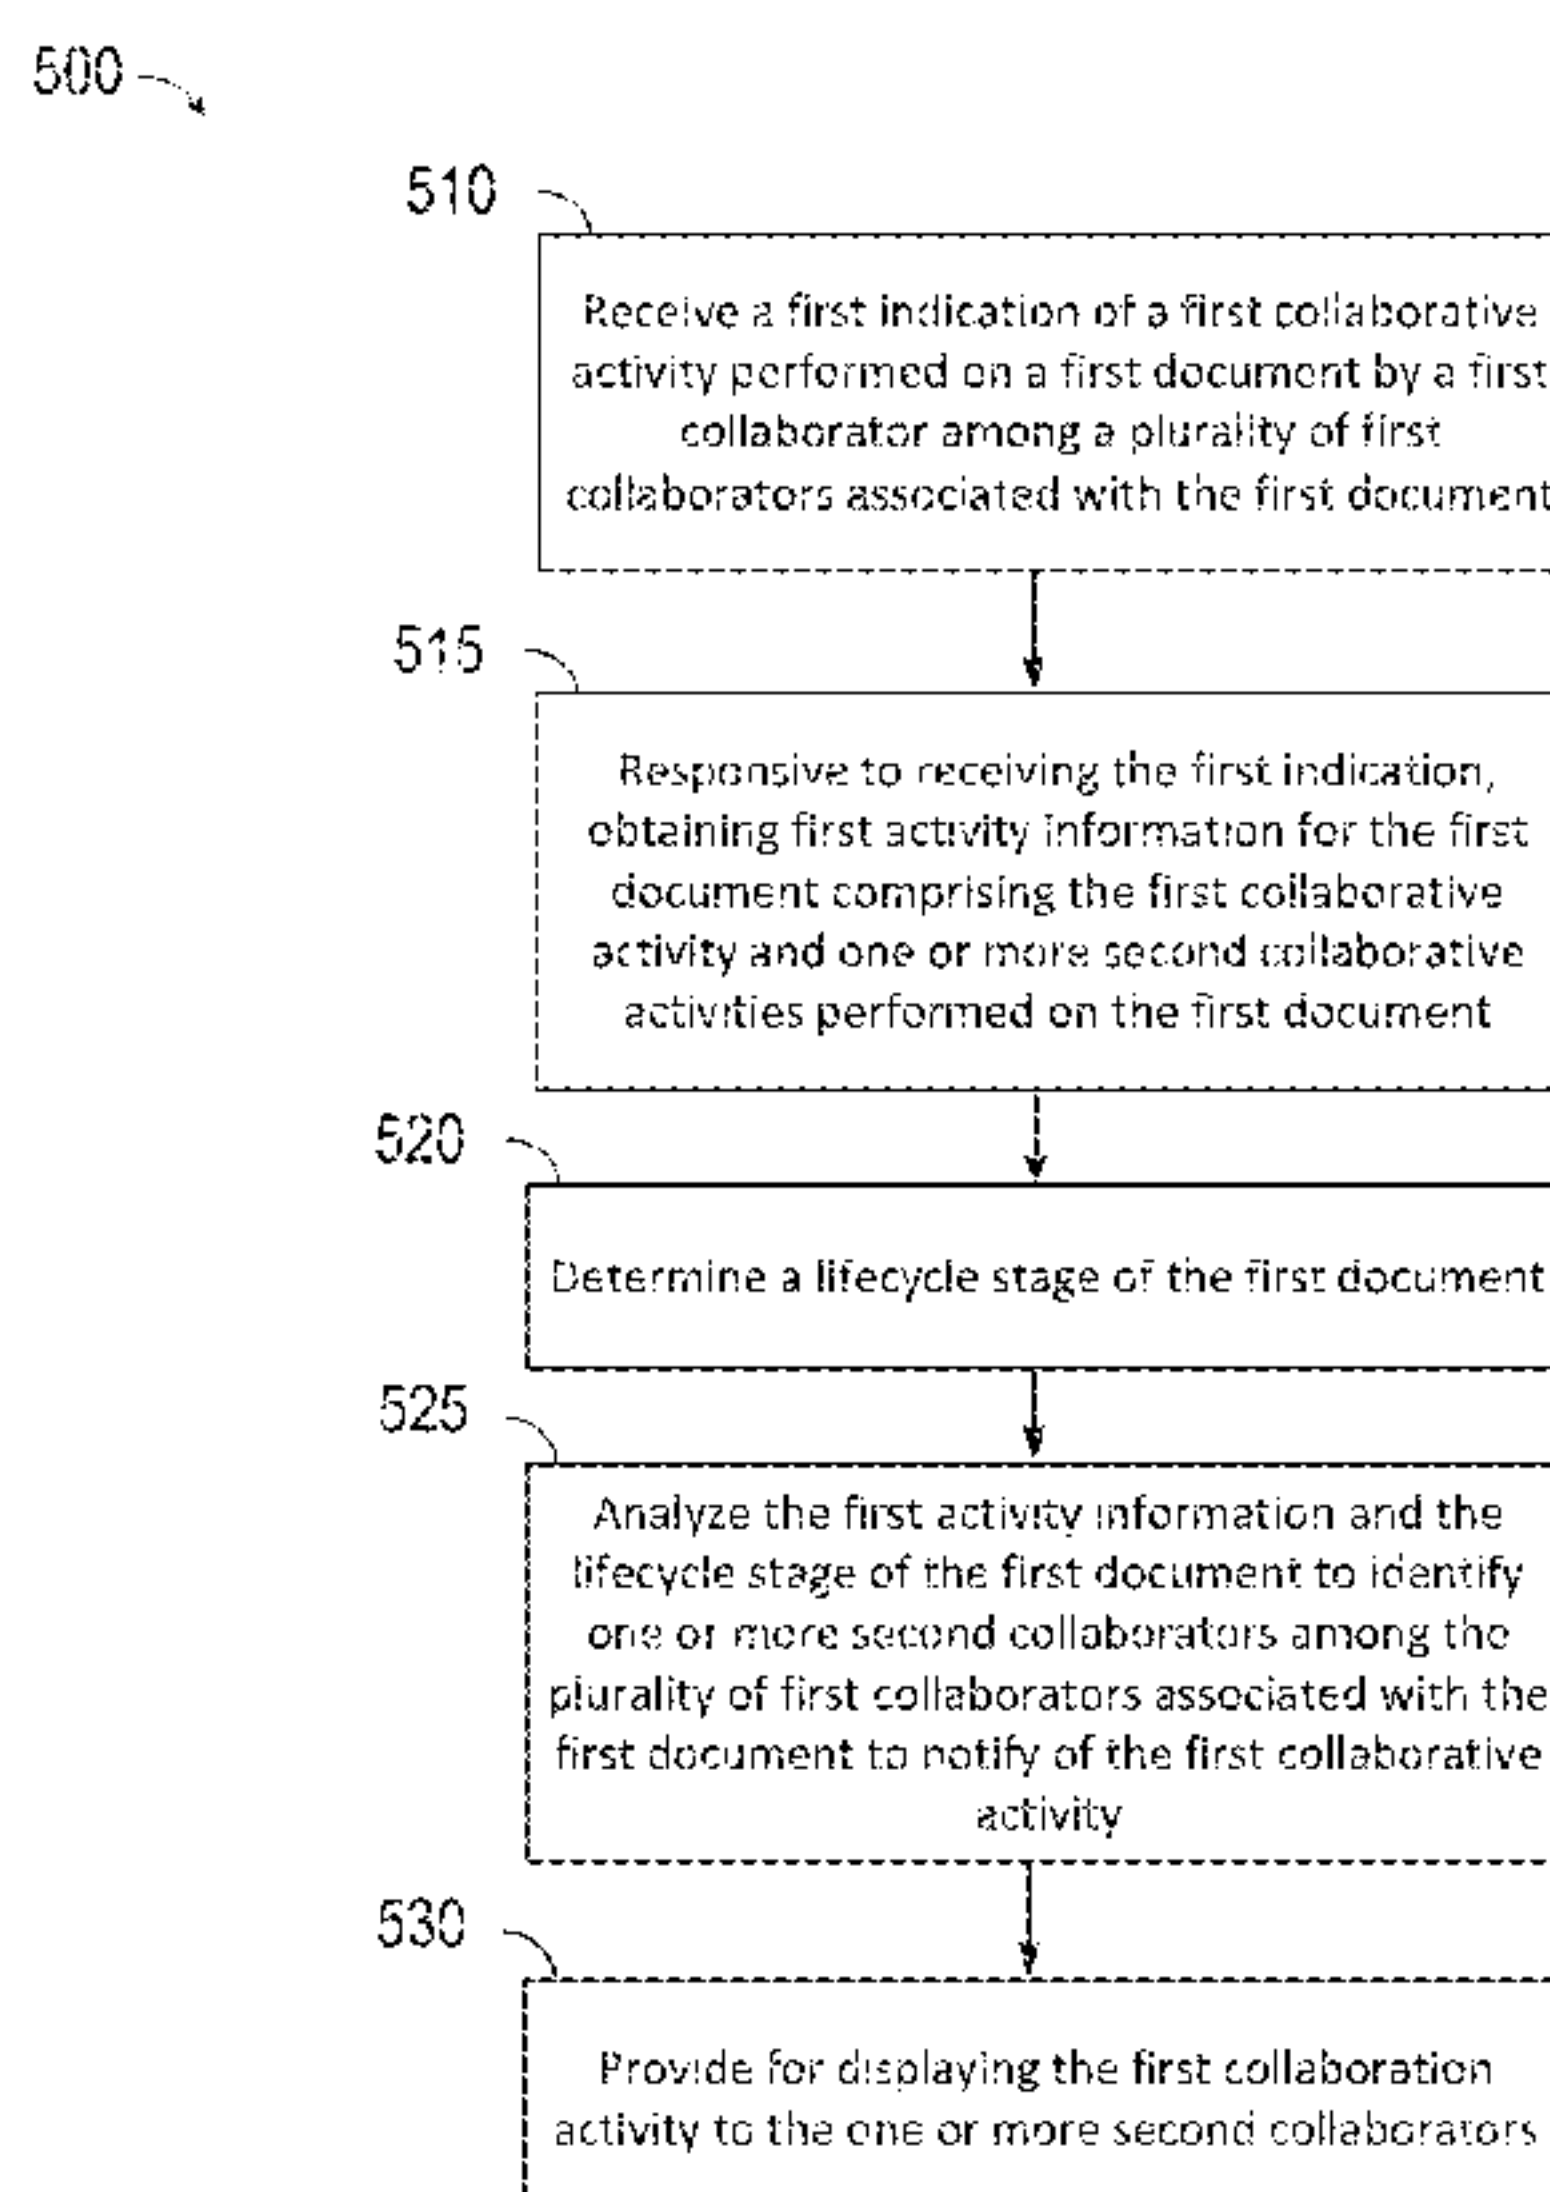 500
510
Receive a first indication of a first collaborative
activity performed on a first document by a first
collaborator among a plurality of first
collaborators associated with the first document
515
Responsive to receiving the first indication,
obtaining first activity information for the first
document comprising the first collaborative
activity and one or more second collaborative
activities performed on the first document
520
Determine a lifecycle stage of the first document
525
Analyze the first activity information and the
lifecycle stage of the first document to identify
one or more second collaborators among the
plurality of first collaborators associated with the
first document to notify of the first collaborative
activity
530
Provide for displaying the first collaboration
activity to the one or more second collaborators